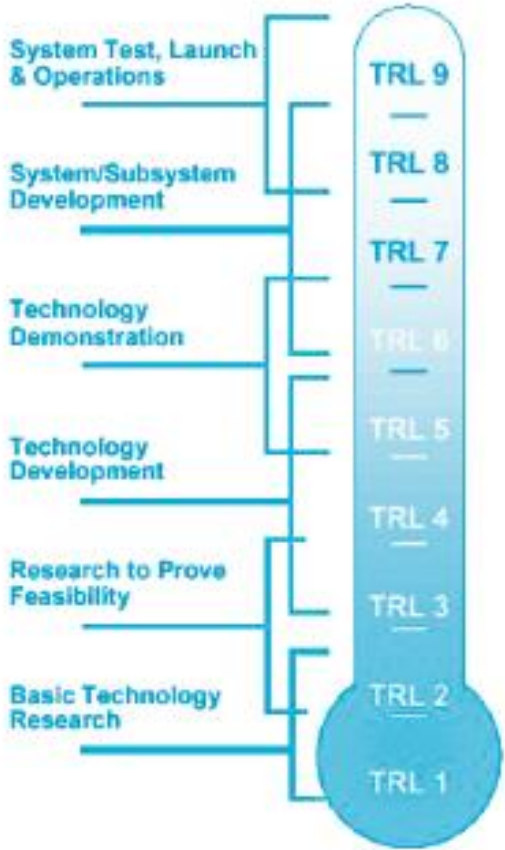 System Test, Launch
& Operations
System/Subsystem
Development
Technology
Demonstration
Technology
Development
Research to Prove
Feasibility
Basic Technology
Research
TRL 9
TRL 8
TRL 7
TRL 6
TRL 5
TRL 4
TRL 3
TRL 2
TRL 1